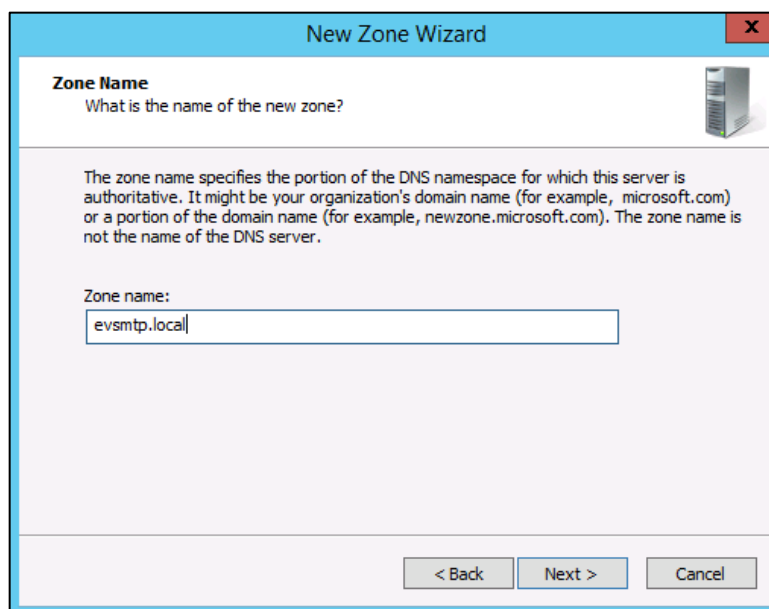 New Zone Wizard
x
Zone Name
What is the name of the new zone?
The zone name specifies the portion of the DNS namespace for which this server is
authoritative. It might be your organization's domain name (for example, microsoft.com)
or a portion of the domain name (for example, newzone.microsoft.com). The zone name is
not the name of the DNS server.
Zone name:
evsmtp.local
< Back Next > Cancel